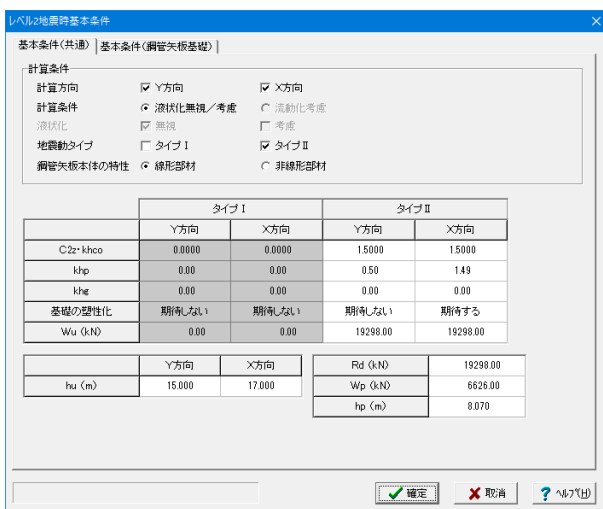 レベル2地震時基本条件
基本条件(共通) 基本条件(鋼管矢板基礎)
計算条件
計算方向 Y方向 X方向
計算条件 液状化無視/考慮 流動化考慮
液状化 無視 考慮
地震動タイプ タイプⅠ タイプⅡ
鋼管矢板本体の特性 線形部材 非線形部材
タイプⅠ タイプⅡ
Y方向 X方向 Y方向 X方向
C2z・khco 0.0000 0.0000 1.5000 1.5000
khp 0.00 0.00 0.50 1.49
khg 0.00 0.00 0.00 0.00
基礎の塑性化 期待しない 期待しない 期待しない 期待する
Wu (kN) 0.00 0.00 19298.00 19298.00
Y方向 X方向
hu (m) 15.000 17.000
Rd (kN) 19298.00
Wp (kN) 6626.00
hp (m) 8.070
確定 取消 ヘルプ(H)